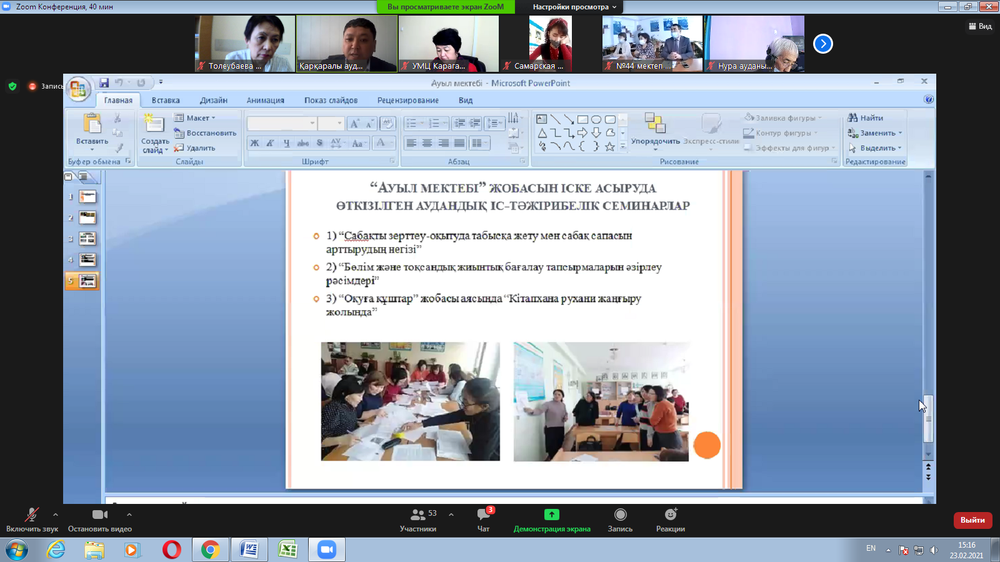 Zoom Конференция, 40 мин
Вы просматриваете экран ZooM
Настройки просмотра
Вид
Толеубаева ...
Қарқаралы ауд...
УМЦ Карага...
Самарская ...
№44 мектеп ...
Нура ауданы...
Запись
Ауыл мектебі - Microsoft PowerPoint
Главная
Вставка
Дизайн
Анимация
Показ слайдов
Рецензирование
Вид
Вставить
Буфер обмена
Создать слайд
Макет
Восстановить
Удалить
Слайды
Шрифт
Абзац
Упорядочить
Экспресс-стили
Заливка фигуры
Контур фигуры
Эффекты для фигур
Рисование
Найти
Заменить
Выделить
Редактирование
1
2
3
4
5
“Ауыл мектебі” жобасын іске асыруда
өткізілген аудандық іс-тәжірибелік семинарлар
1) “Сабақты зерттеу-оқытуда табысқа жету мен сабақ сапасын
арттырудың негізі”
2) “Бөлім және тоқсандық жиынтық бағалау тапсырмаларын әзірлеу
рәсімдері”
3) “Оқуға құштар” жобасы аясында “Кітапхана рухани жаңғыру
жолында”
Включить звук
Остановить видео
53
Участники
3
Чат
Демонстрация экрана
Запись
Реакции
Выйти
EN
15:16
23.02.2021